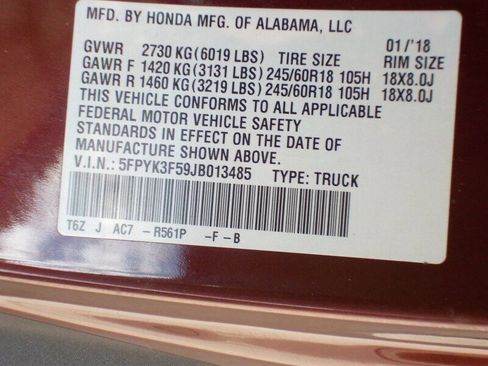 MFD. BY HONDA MFG. OF ALABAMA, LLC 01/'18
GVWR 2730 KG(6019 LBS) TIRE SIZE RIM SIZE
GAWR F 1420 KG(3131 LBS) 245/60R18 105H 18X8.0J
GAWR R 1460 KG(3219 LBS) 245/60R18 105H 18X8.0J
THIS VEHICLE CONFORMS TO ALL APPLICABLE
FEDERAL MOTOR VEHICLE SAFETY
STANDARDS IN EFFECT ON THE DATE OF
MANUFACTURE SHOWN ABOVE.
V.I.N.: 5FPYK3F59JB013485 TYPE: TRUCK
T6Z J AC7 -R561P -F-B